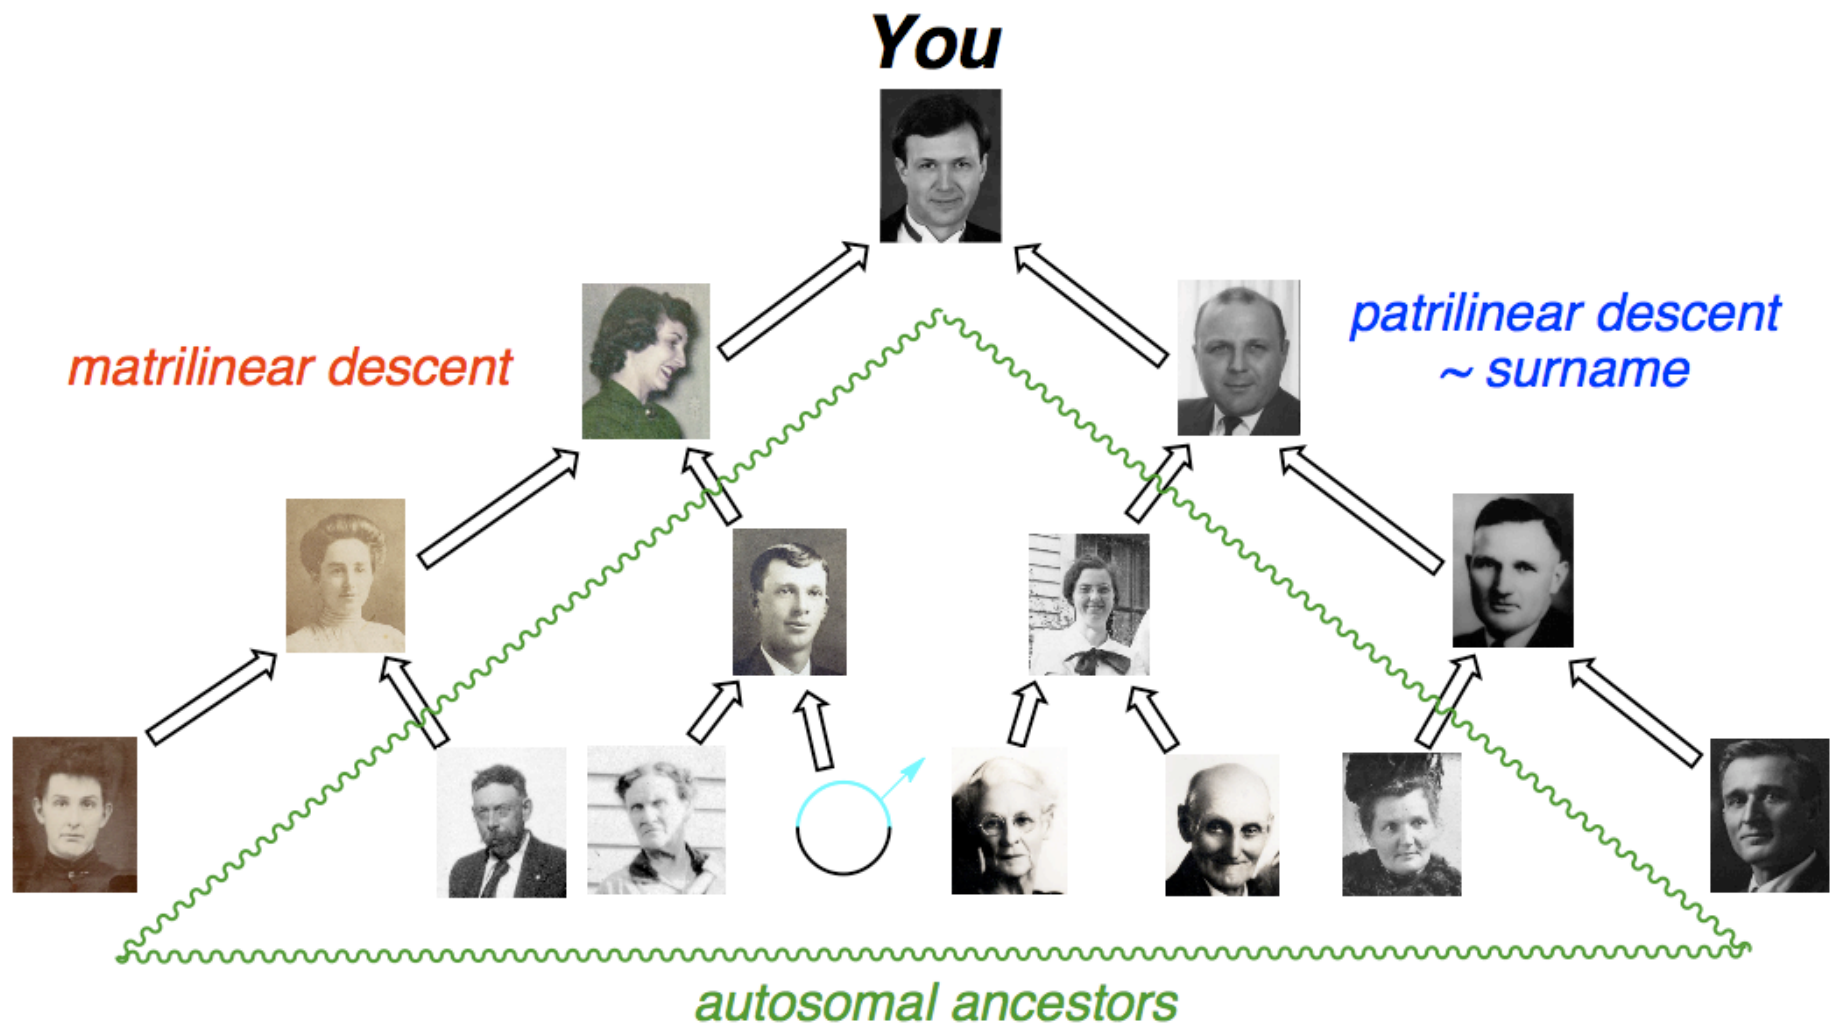 You
matrilinear descent
patrilinear descent
~ surname
autosomal ancestors